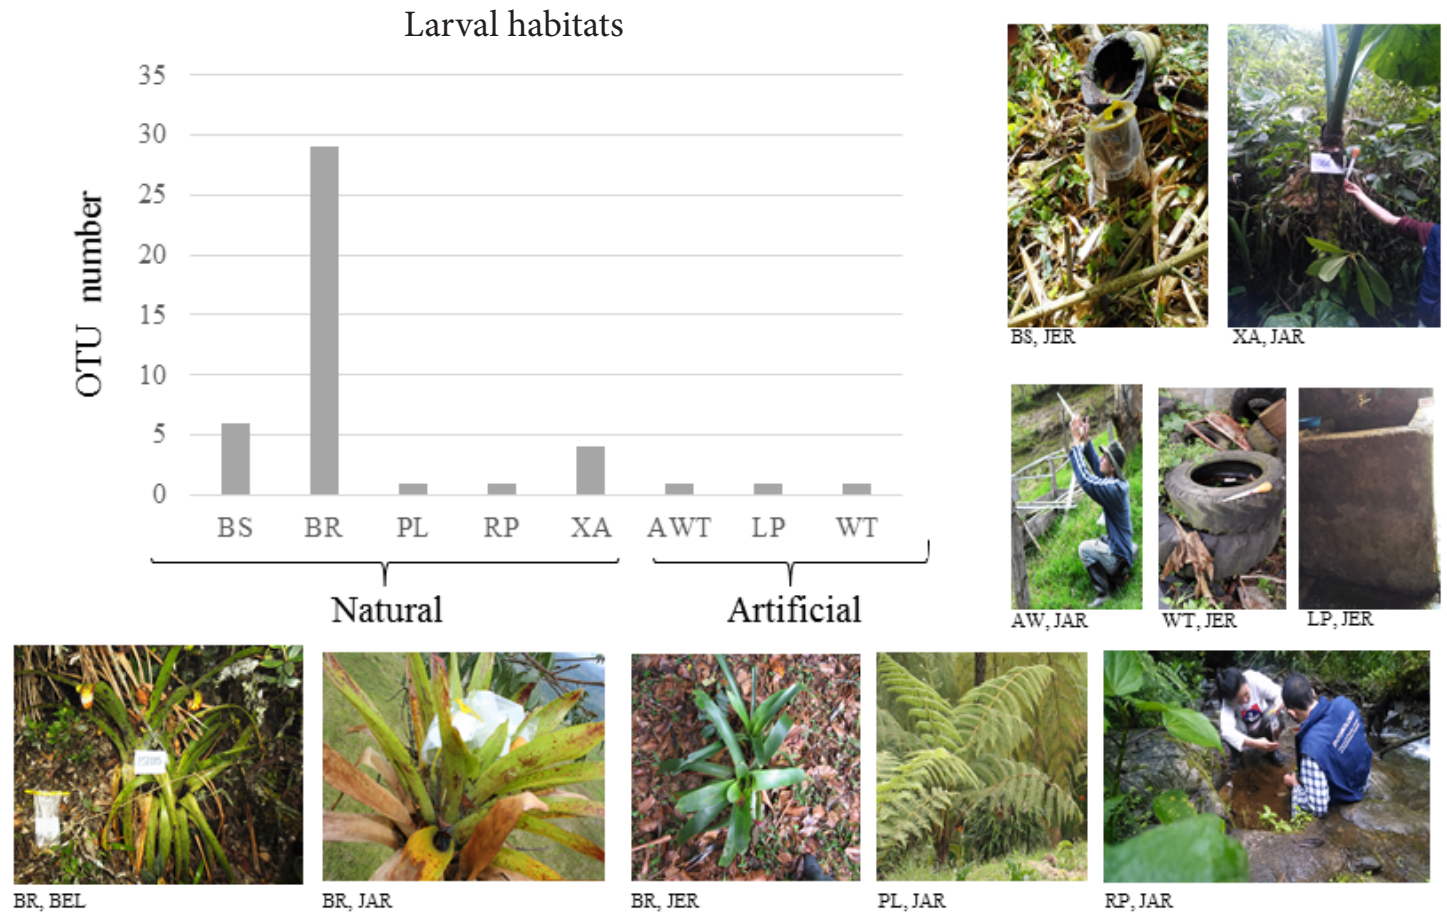 Larval habitats
35
30
25
20
15
10
5
0
OTU number
BS BR PL RP XA AWT LP WT
Natural Artificial
BS, JER
XA, JAR
AW, JAR
WT, JER
LP, JER
BR, BEL
BR, JAR
BR, JER
PL, JAR
RP, JAR